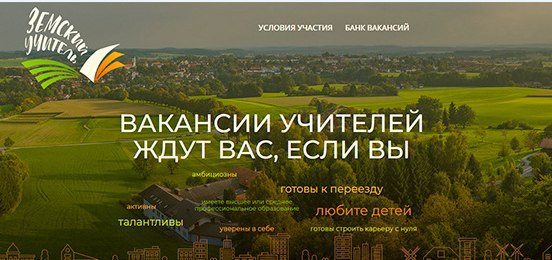 ЗЕМСКИЙ
УЧИТЕЛЬ
УСЛОВИЯ УЧАСТИЯ БАНК ВАКАНСИЙ
ВАКАНСИИ УЧИТЕЛЕЙ
ЖДУТ ВАС, ЕСЛИ ВЫ
амбициозны
готовы к переезду
имеете высшее или среднее
профессиональное образование
активны
любите детей
талантливы
уверены в себе
готовы строить карьеру с нуля